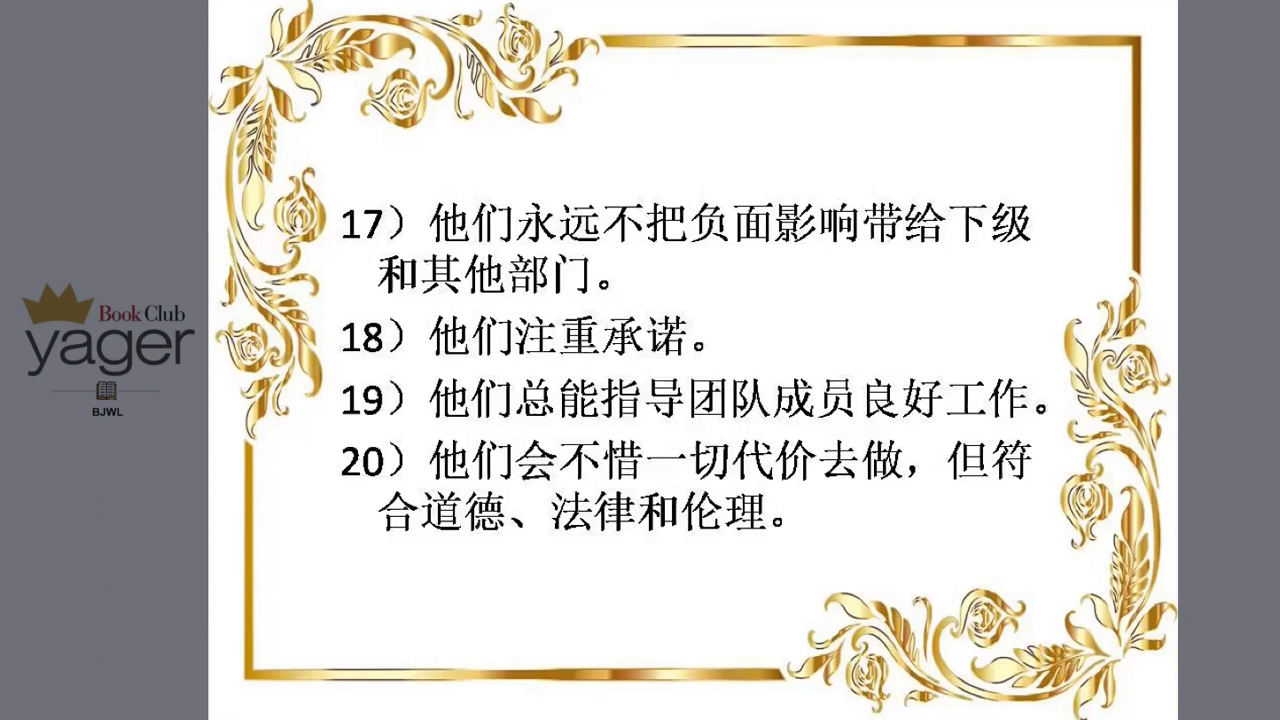 17）他们永远不把负面影响带给下级
和其他部门。
18）他们注重承诺。
19）他们总能指导团队成员良好工作。
20）他们会不惜一切代价去做，但符
合道德、法律和伦理。
Book Club
yager
BJWL